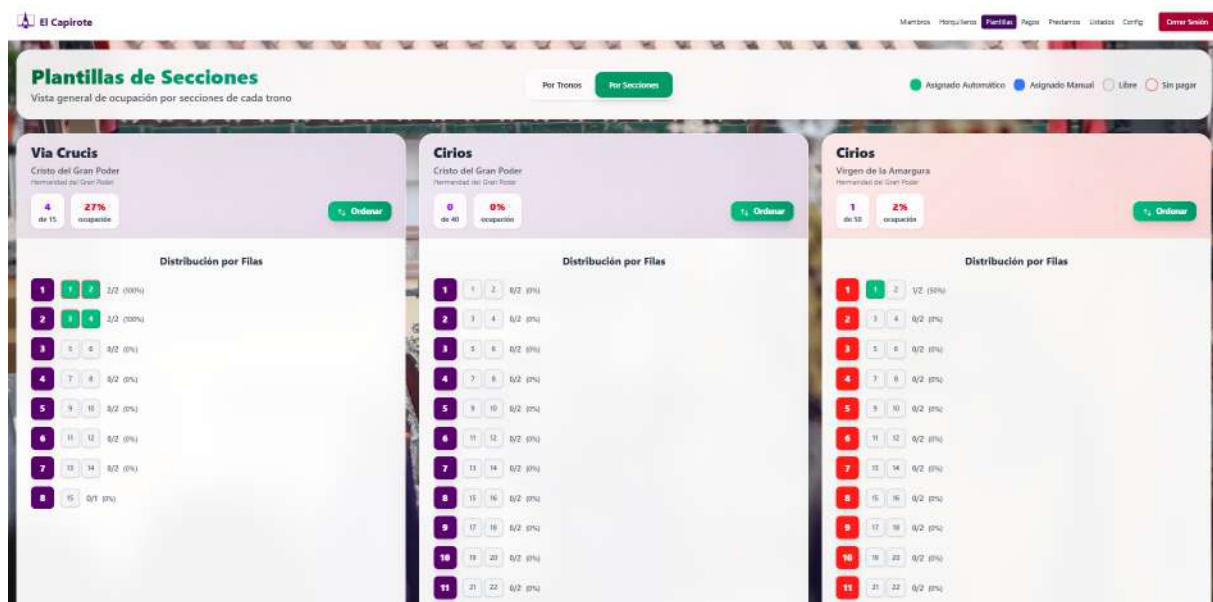 El Capirote
Miembros Horquilleros Plantillas Pagos Prestamos Listados Config Cerrar Sesión
Plantillas de Secciones
Vista general de ocupación por secciones de cada trono
Por Tronos Por Secciones
Asignado Automático Asignado Manual Libre Sin pagar
Via Crucis
Cristo del Gran Poder
Hermandad del Gran Poder
4 de 15
27% ocupación
Ordenar
Distribución por Filas
1 1 2 2/2 (100%)
2 3 4 2/2 (100%)
3 5 6 0/2 (0%)
4 7 8 0/2 (0%)
5 9 10 0/2 (0%)
6 11 12 0/2 (0%)
7 13 14 0/2 (0%)
8 15 0/1 (0%)
Cirios
Cristo del Gran Poder
Hermandad del Gran Poder
0 de 40
0% ocupación
Ordenar
Distribución por Filas
1 1 2 0/2 (0%)
2 3 4 0/2 (0%)
3 5 6 0/2 (0%)
4 7 8 0/2 (0%)
5 9 10 0/2 (0%)
6 11 12 0/2 (0%)
7 13 14 0/2 (0%)
8 15 16 0/2 (0%)
9 17 18 0/2 (0%)
10 19 20 0/2 (0%)
11 21 22 0/2 (0%)
Cirios
Virgen de la Amargura
Hermandad del Gran Poder
1 de 50
2% ocupación
Ordenar
Distribución por Filas
1 1 2 1/2 (50%)
2 3 4 0/2 (0%)
3 5 6 0/2 (0%)
4 7 8 0/2 (0%)
5 9 10 0/2 (0%)
6 11 12 0/2 (0%)
7 13 14 0/2 (0%)
8 15 16 0/2 (0%)
9 17 18 0/2 (0%)
10 19 20 0/2 (0%)
11 21 22 0/2 (0%)